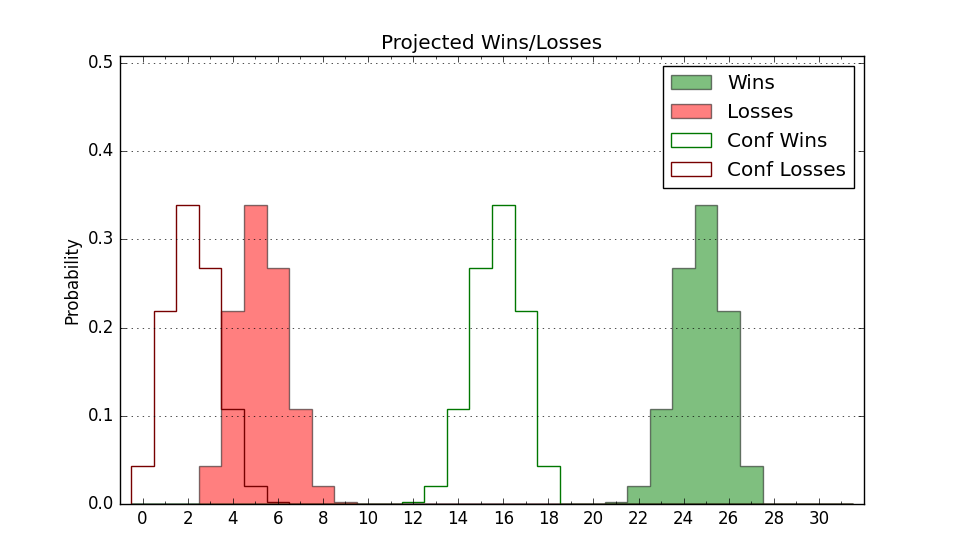 Projected Wins/Losses
0.5
0.4
0.3
0.2
0.1
0.0
Probability
Wins
Losses
Conf Wins
Conf Losses
0 2 4 6 8 10 12 14 16 18 20 22 24 26 28 30